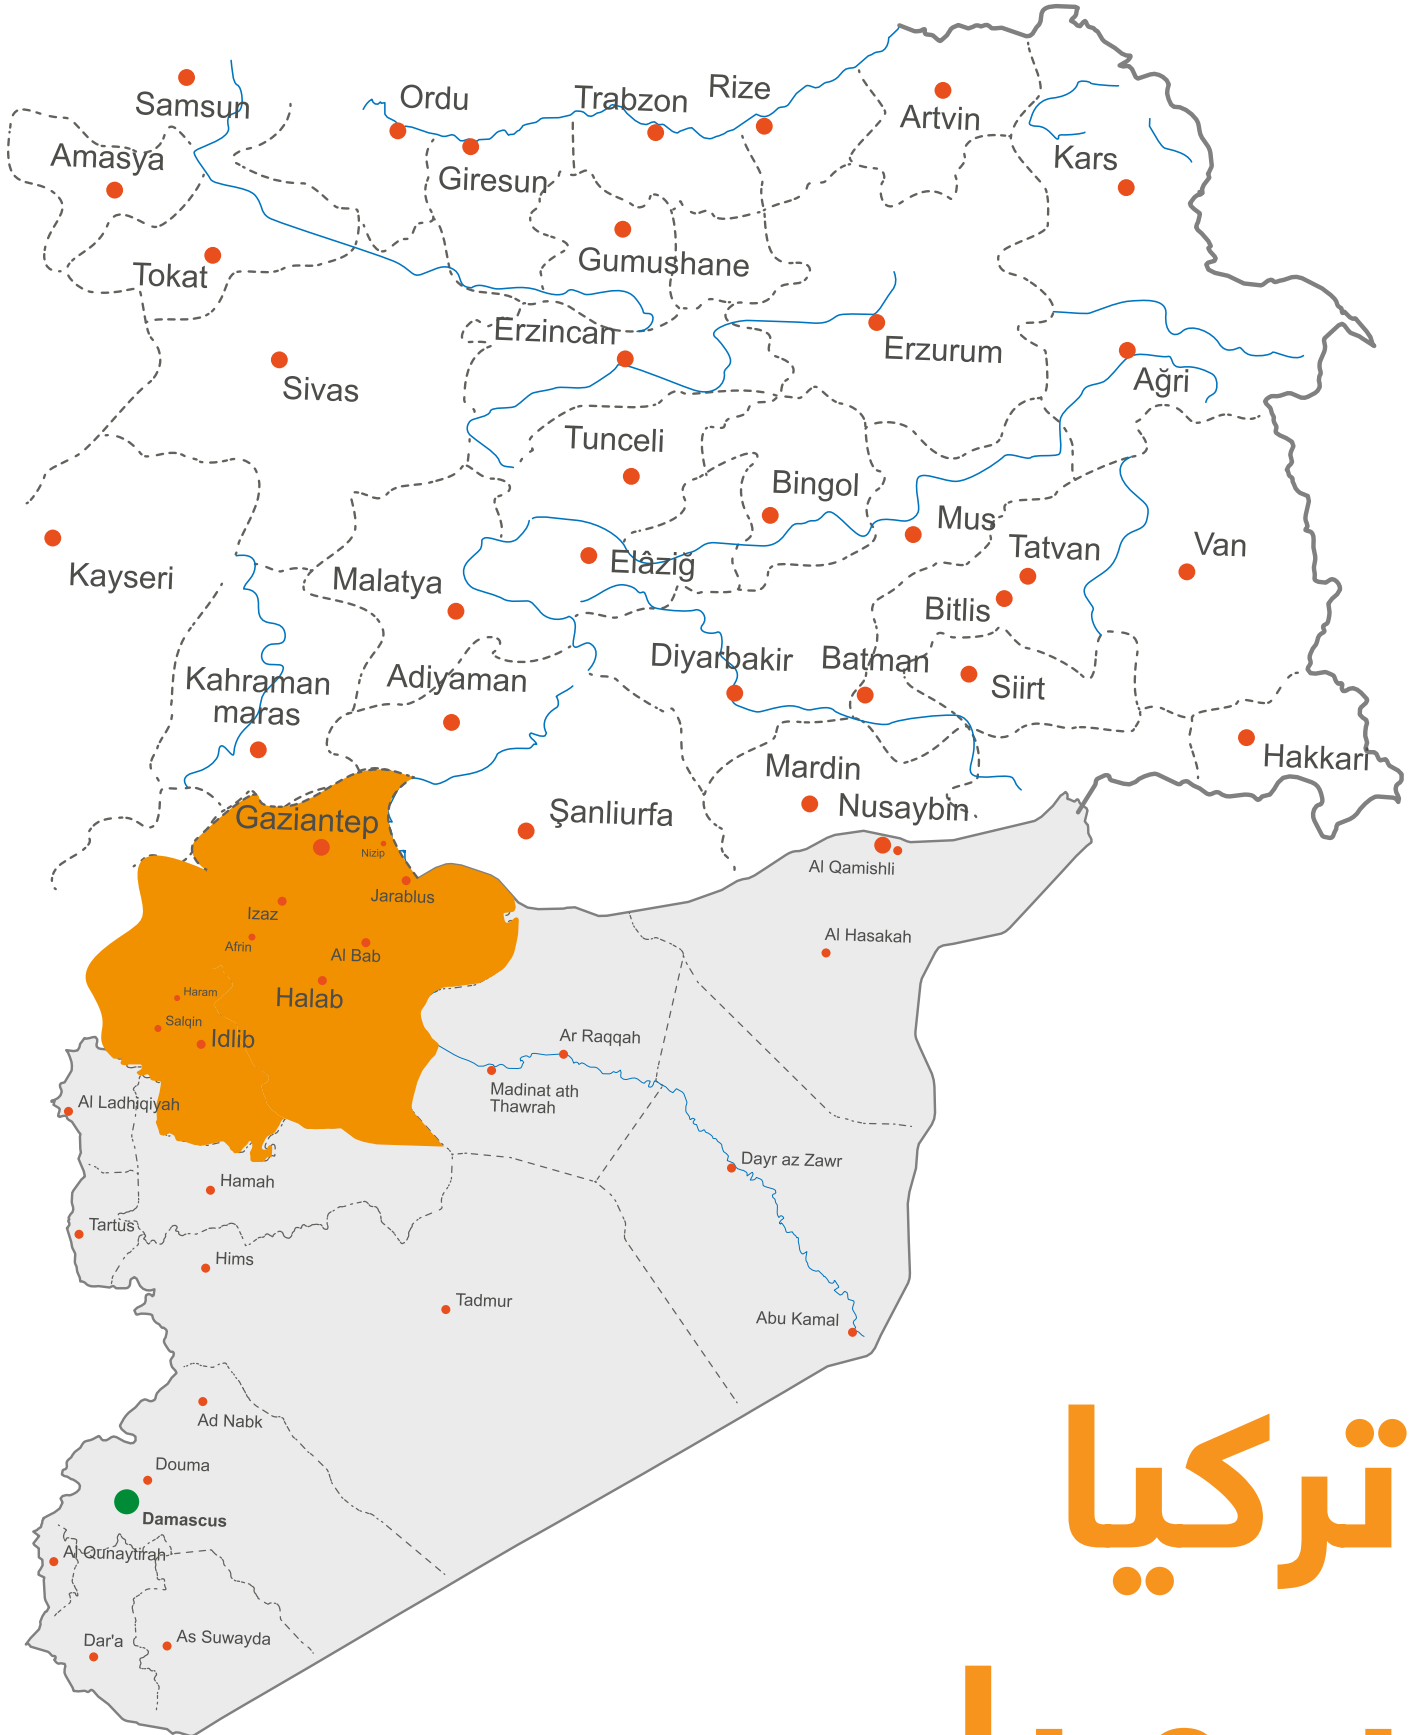 Samsun
Ordu
Trabzon
Rize
Artvin
Amasya
Giresun
Kars
Gumushane
Tokat
Erzincan
Erzurum
Ağri
Sivas
Tunceli
Bingol
Mus
Tatvan
Van
Kayseri
Malatya
Elâziğ
Bitlis
Diyarbakir
Batman
Siirt
Kahraman
maras
Adiyaman
Hakkari
Mardin
Nusaybin
Şanliurfa
Gaziantep
Nizip
Al Qamishli
Jarablus
Izaz
Afrin
Al Bab
Al Hasakah
Haram
Halab
Salqin
Idlib
Ar Raqqah
Madinat ath
Thawrah
Al Ladhiqiyah
Dayr az Zawr
Hamah
Tartus
Hims
Tadmur
Abu Kamal
Ad Nabk
Douma
Damascus
Al Qunaytirah
Dar'a
As Suwayda
تركيا